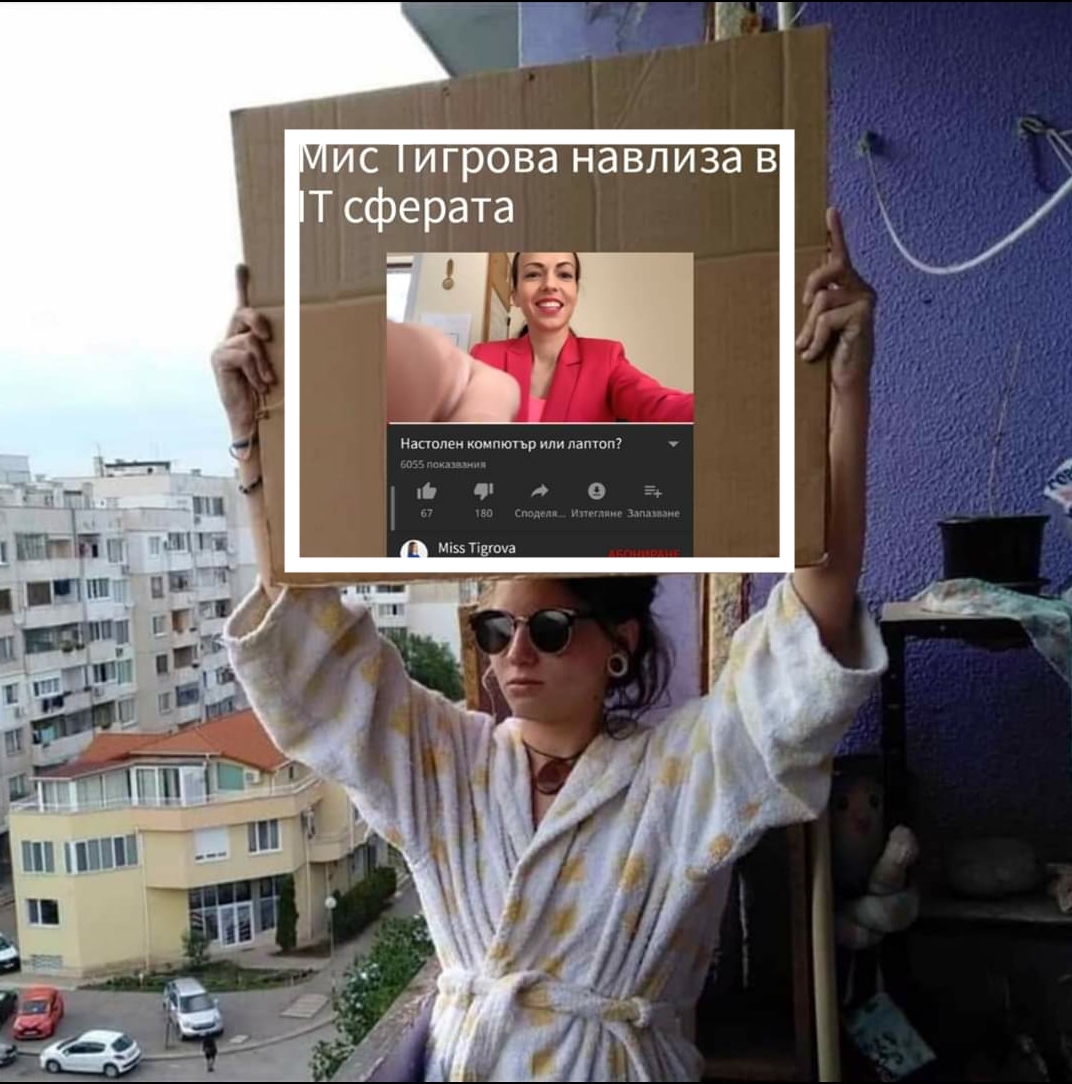 Мис Тигрова навлиза в
IT сферата
Настолен компютър или лаптоп?
6055 показвания
67
180
Споделя...
Изтегляне
Запазване
Miss Tigrova
АБОНИРАНЕ